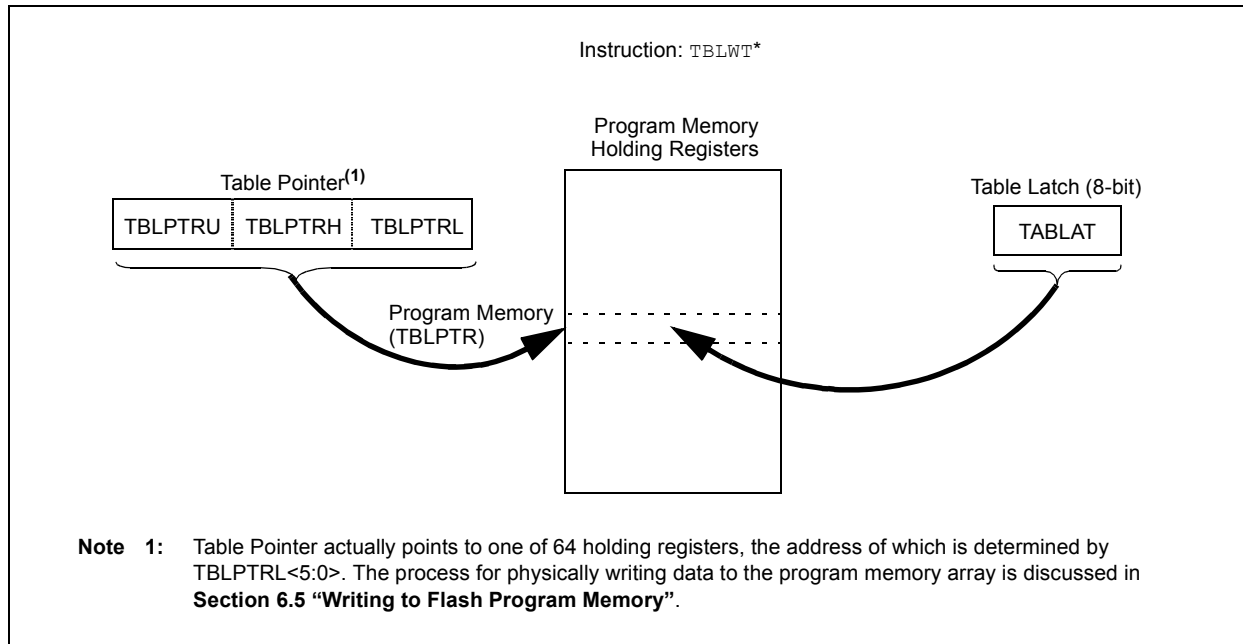 Instruction: TBLWT*
Program Memory
Holding Registers
Table Pointer(1)
Table Latch (8-bit)
TBLPTRU TBLPTRH TBLPTRL
TABLAT
Program Memory
(TBLPTR)
Note 1: Table Pointer actually points to one of 64 holding registers, the address of which is determined by
TBLPTRL<5:0>. The process for physically writing data to the program memory array is discussed in
Section 6.5 “Writing to Flash Program Memory”.